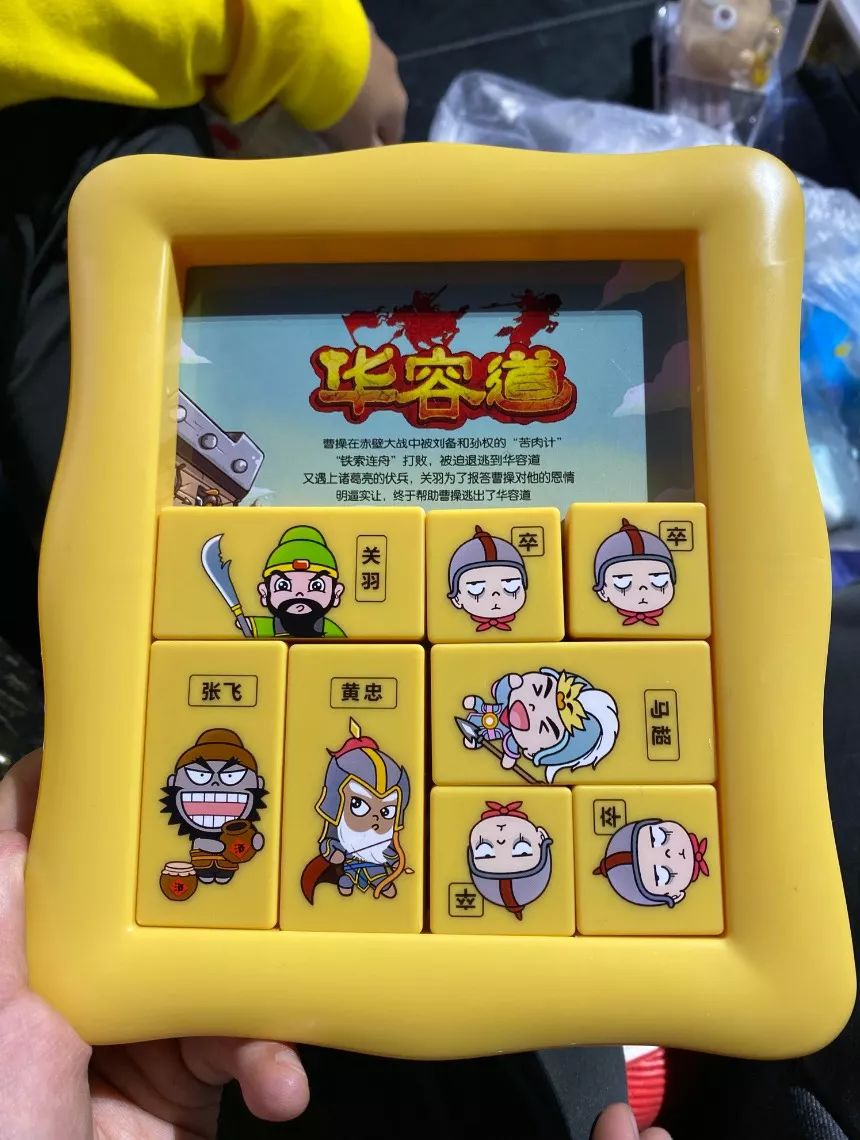 华容道
曹操在赤壁大战中被刘备和孙权的“苦肉计”
“铁索连舟”打败，被迫退逃到华容道
又遇上诸葛亮的伏兵，关羽为了报答曹操对他的恩情
明逼实让，终于帮助曹操逃出了华容道
关羽
卒
卒
张飞
黄忠
马超
卒
卒